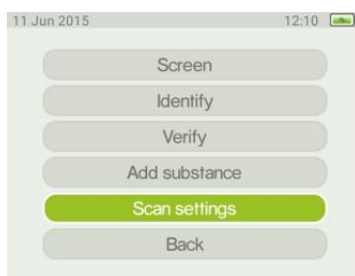 11 Jun 2015 12:10
Screen
Identify
Verify
Add substance
Scan settings
Back